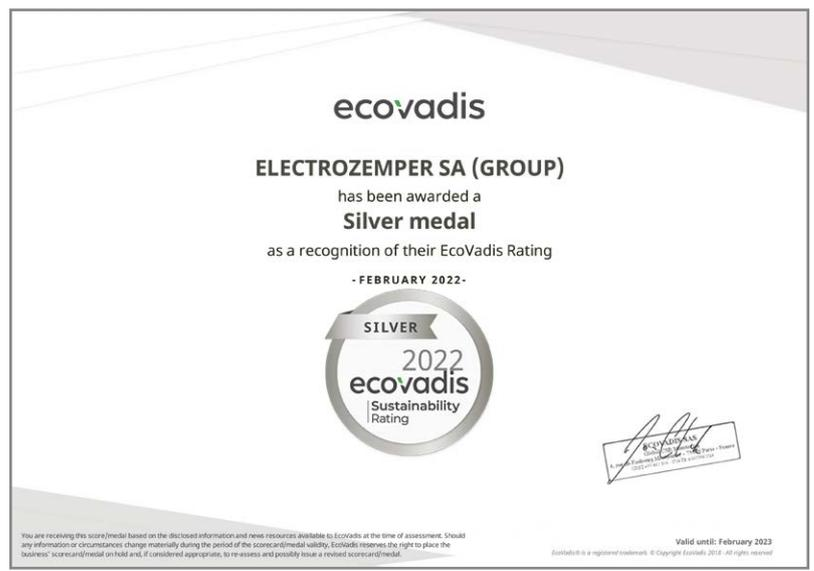 ecovadis
ELECTROZEMPER SA (GROUP)
has been awarded a
Silver medal
as a recognition of their EcoVadis Rating
- FEBRUARY 2022-
SILVER
2022
ecovadis
Sustainability
Rating
ECOVADIS SAS
You are receiving this score/medal based on the disclosed information and news resources available to EcoVadis at the time of assessment. Should
any information or circumstances change materially during the period of the scorecard/medal validity, EcoVadis reserves the right to place the
business' scorecard/medal on hold and, if considered appropriate, to re-assess and possibly issue a revised scorecard/medal.
Valid until: February 2023
EcoVadis® is a registered trademark. © Copyright EcoVadis 2018 - All rights reserved